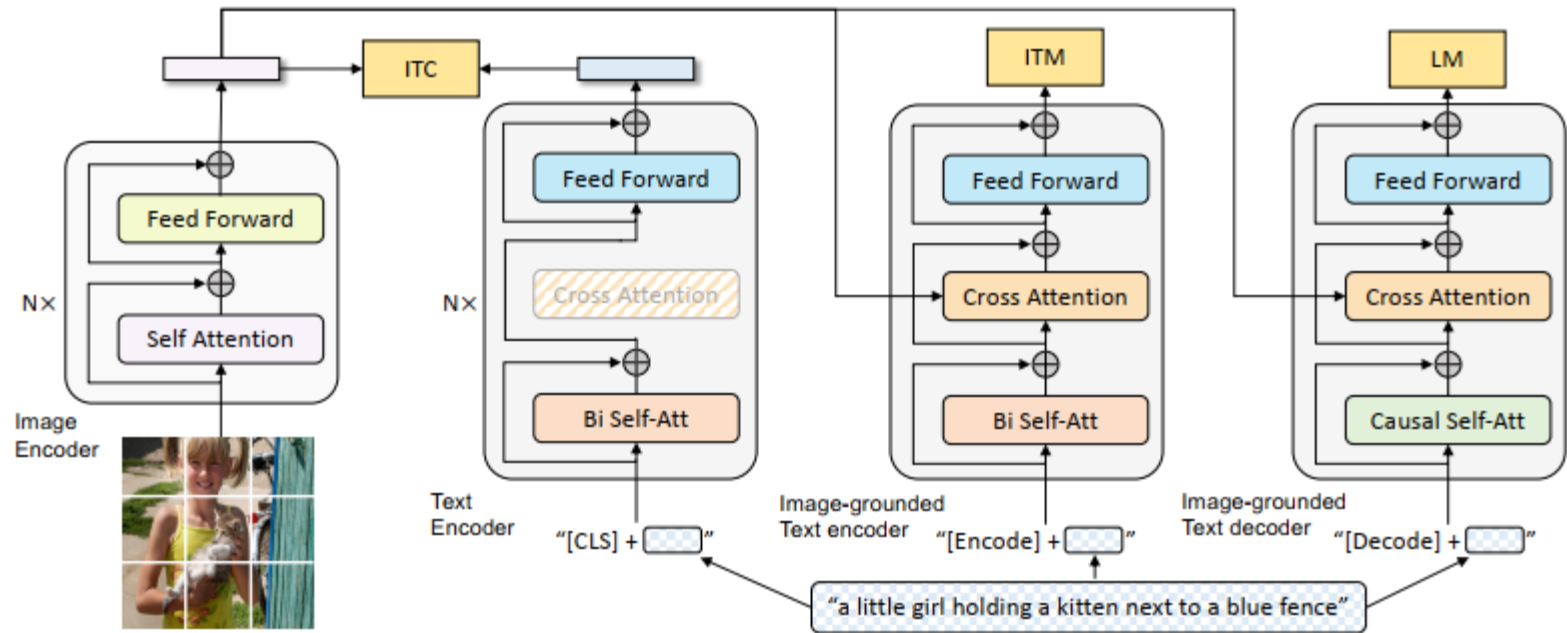 ITC
ITM
LM
Feed Forward
Self Attention
N×
Image
Encoder
Feed Forward
Cross Attention
Bi Self-Att
N×
Text
Encoder
"[CLS] + "
Feed Forward
Cross Attention
Bi Self-Att
Image-grounded
Text encoder
"[Encode] + "
Feed Forward
Cross Attention
Causal Self-Att
Image-grounded
Text decoder
"[Decode] + "
"a little girl holding a kitten next to a blue fence"